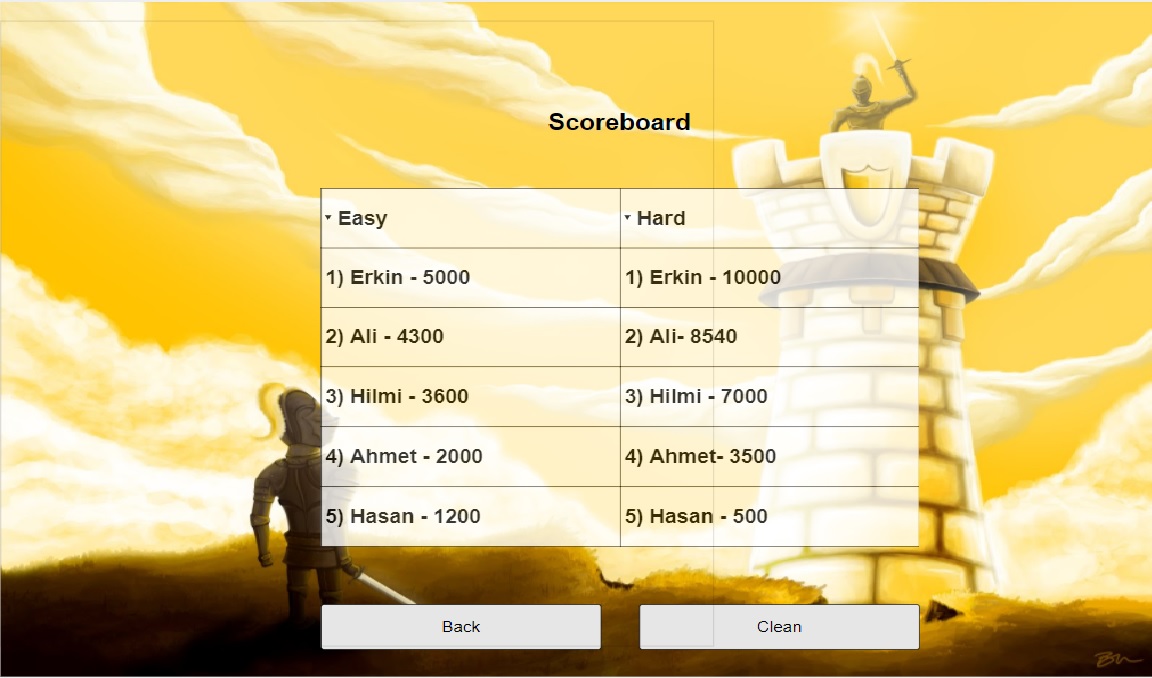 Scoreboard
Easy
Hard
1) Erkin - 5000
1) Erkin - 10000
2) Ali - 4300
2) Ali- 8540
3) Hilmi - 3600
3) Hilmi - 7000
4) Ahmet - 2000
4) Ahmet- 3500
5) Hasan - 1200
5) Hasan - 500
Back
Clean